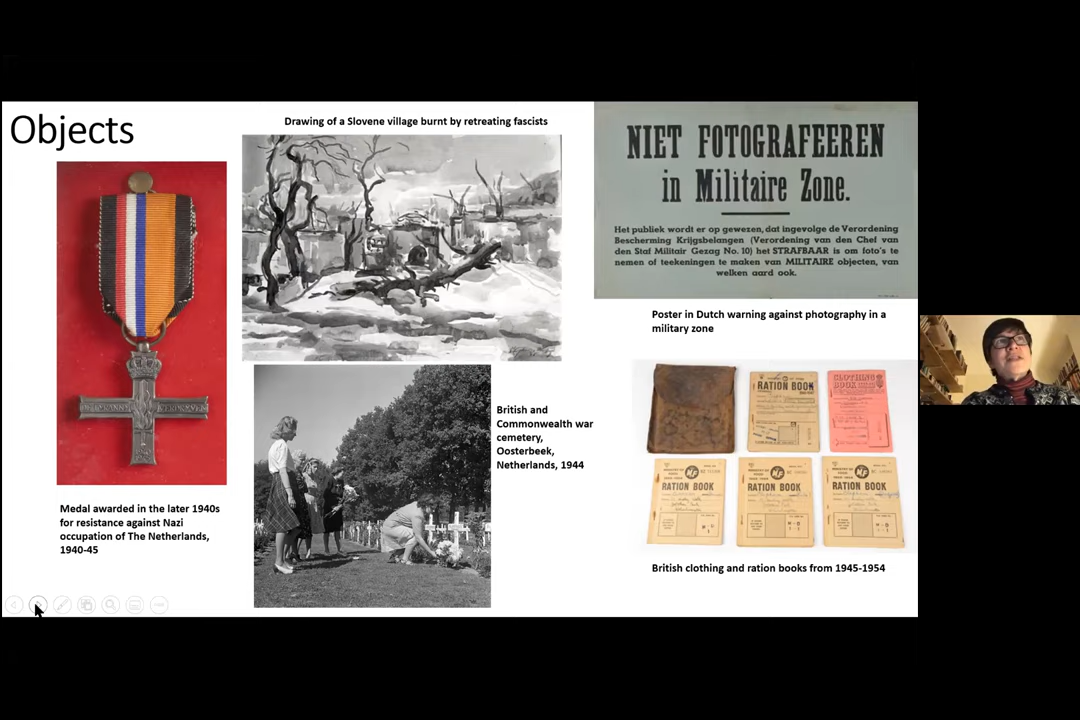 Objects
Drawing of a Slovene village burnt by retreating fascists
NIET FOTOGRAFEEREN
in Militaire Zone.
Het publiek wordt er op gewezen, dat ingevolge de Verordening
Bescherming Krijgsbelangen (Verordening van den Chef van
den Staf Militair Gezag No. 10) het STRAFBAAR is om foto's te
nemen of teekeningen te maken van MILITAIRE objecten, van
welken aard ook.
Poster in Dutch warning against photography in a
military zone
British and
Commonwealth war
cemetery,
Oosterbeek,
Netherlands, 1944
Medal awarded in the later 1940s
for resistance against Nazi
occupation of The Netherlands,
1940-45
RATION BOOK
CLOTHING
BOOK
RATION BOOK
RATION BOOK
RATION BOOK
British clothing and ration books from 1945-1954